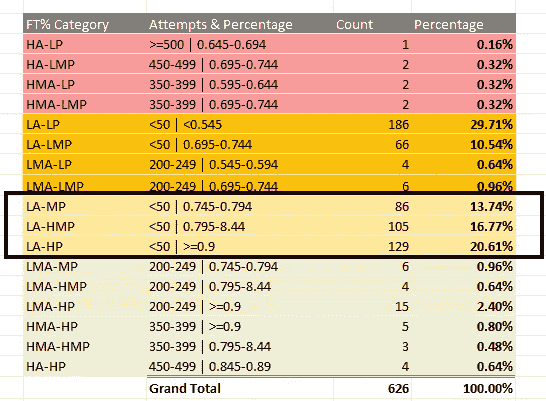 FT% Category Attempts & Percentage Count Percentage
HA-LP >=500 | 0.645-0.694 1 0.16%
HA-LMP 450-499 | 0.695-0.744 2 0.32%
HMA-LP 350-399 | 0.595-0.644 2 0.32%
HMA-LMP 350-399 | 0.695-0.744 2 0.32%
LA-LP <50 | <0.545 186 29.71%
LA-LMP <50 | 0.695-0.744 66 10.54%
LMA-LP 200-249 | 0.545-0.594 4 0.64%
LMA-LMP 200-249 | 0.695-0.744 6 0.96%
LA-MP <50 | 0.745-0.794 86 13.74%
LA-HMP <50 | 0.795-8.44 105 16.77%
LA-HP <50 | >=0.9 129 20.61%
LMA-MP 200-249 | 0.745-0.794 6 0.96%
LMA-HMP 200-249 | 0.795-8.44 4 0.64%
LMA-HP 200-249 | >=0.9 15 2.40%
HMA-HP 350-399 | >=0.9 5 0.80%
HMA-HMP 350-399 | 0.795-8.44 3 0.48%
HA-HP 450-499 | 0.845-0.89 4 0.64%
Grand Total 626 100.00%